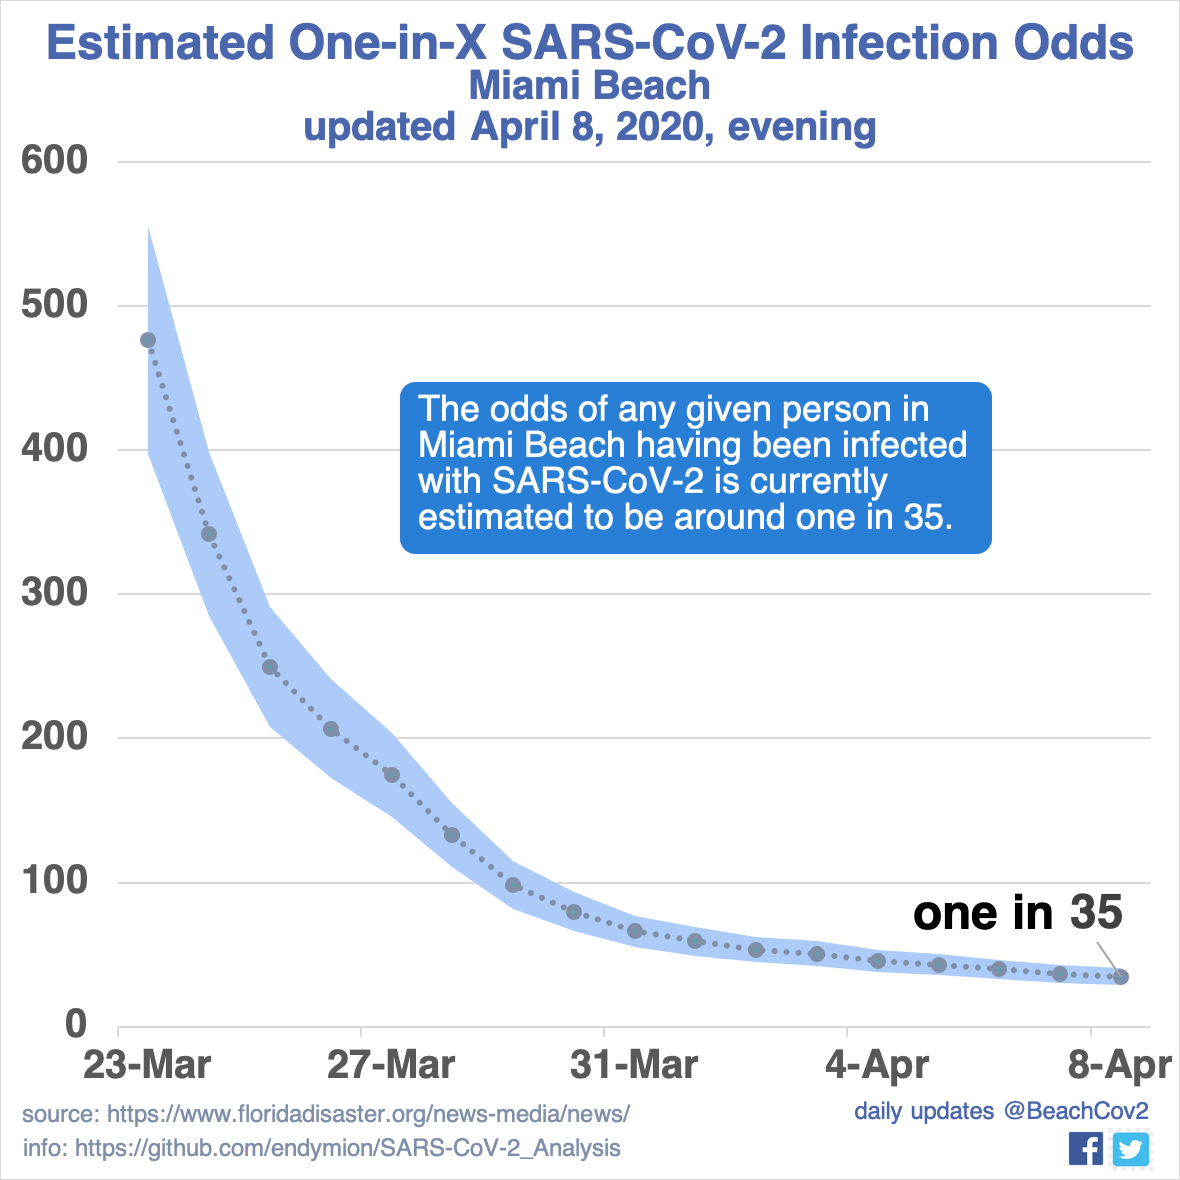 Estimated One-in-X SARS-CoV-2 Infection Odds
Miami Beach
updated April 8, 2020, evening
600
500
400
300
200
100
0
The odds of any given person in
Miami Beach having been infected
with SARS-CoV-2 is currently
estimated to be around one in 35.
one in 35
23-Mar
27-Mar
31-Mar
4-Apr
8-Apr
source: https://www.floridadisaster.org/news-media/news/
daily updates @BeachCov2
info: https://github.com/endymion/SARS-CoV-2_Analysis